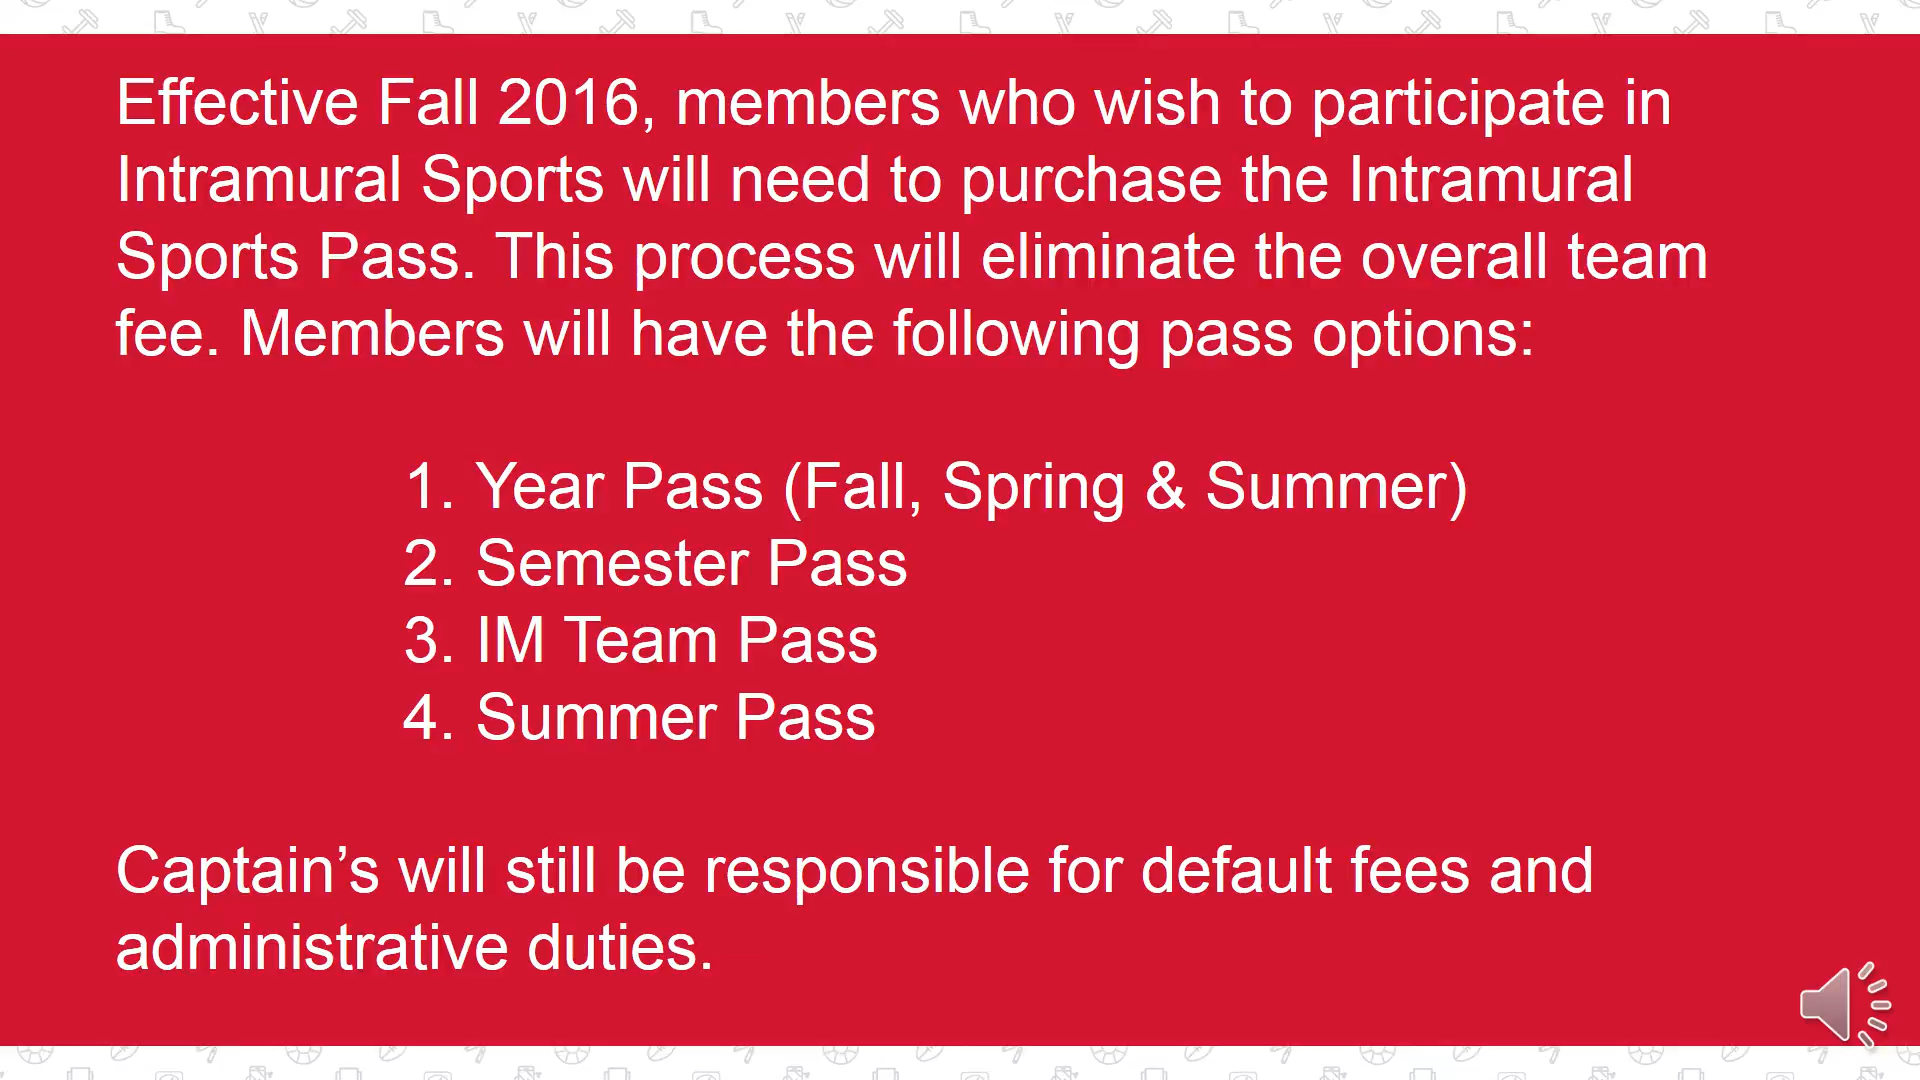 Effective Fall 2016, members who wish to participate in
Intramural Sports will need to purchase the Intramural
Sports Pass. This process will eliminate the overall team
fee. Members will have the following pass options:
1. Year Pass (Fall, Spring & Summer)
2. Semester Pass
3. IM Team Pass
4. Summer Pass
Captain’s will still be responsible for default fees and
administrative duties.